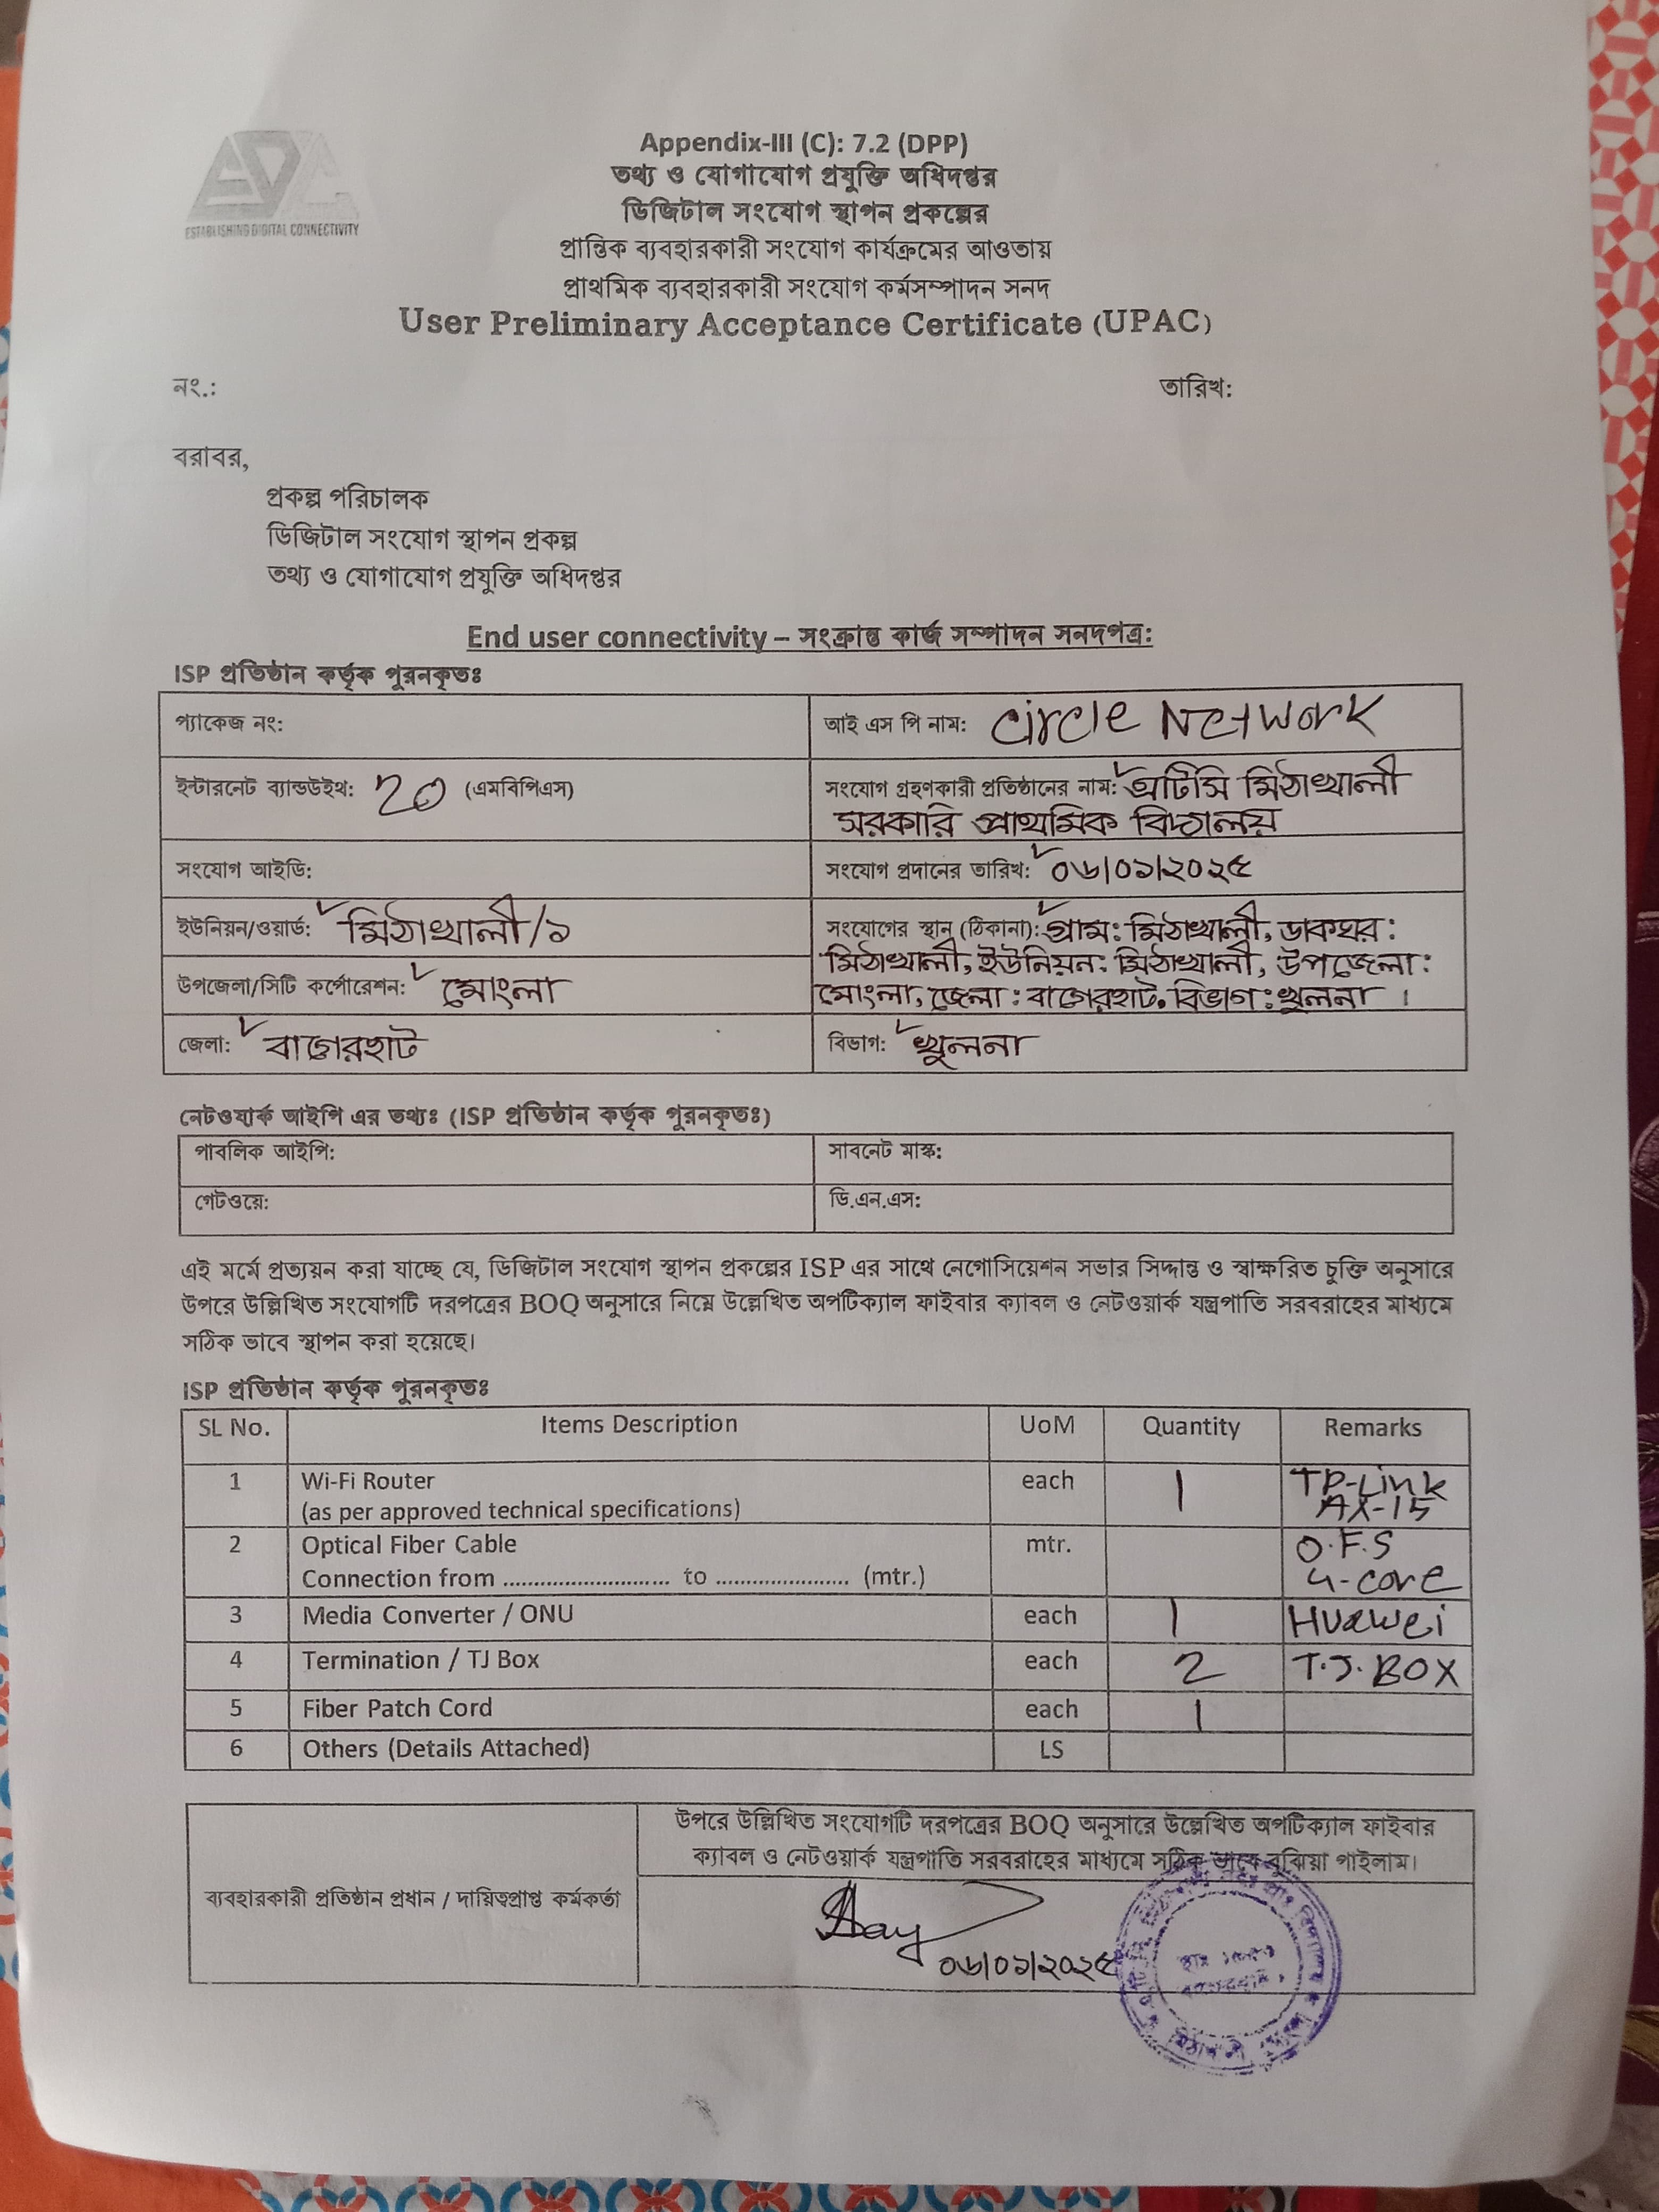 ESTABLISHING DIGITAL CONNECTIVITY
Appendix-III (C): 7.2 (DPP)
তথ্য ও যোগাযোগ প্রযুক্তি অধিদপ্তর
ডিজিটাল সংযোগ স্থাপন প্রকল্পের
প্রান্তিক ব্যবহারকারী সংযোগ কার্যক্রমের আওতায়
প্রাথমিক ব্যবহারকারী সংযোগ কর্মসম্পাদন সনদ
User Preliminary Acceptance Certificate (UPAC)
নং.: তারিখ:
বরাবর,
প্রকল্প পরিচালক
ডিজিটাল সংযোগ স্থাপন প্রকল্প
তথ্য ও যোগাযোগ প্রযুক্তি অধিদপ্তর
End user connectivity – সংক্রান্ত কার্জ সম্পাদন সনদপত্র:
ISP প্রতিষ্ঠান কর্তৃক পুরনকৃতঃ
প্যাকেজ নং: আই এস পি নাম: Circle Network
ইন্টারনেট ব্যান্ডউইথ: 20 (এমবিপিএস) সংযোগ গ্রহণকারী প্রতিষ্ঠানের নাম: এটিসি মিঠাখালী
সরকারি প্রাথমিক বিদ্যালয়
সংযোগ আইডি: সংযোগ প্রদানের তারিখ: ০৬/০১/২০২৫
ইউনিয়ন/ওয়ার্ড: মিঠাখালী/১ সংযোগের স্থান (ঠিকানা): গ্রাম: মিঠাখালী, ডাকঘর:
মিঠাখালী, ইউনিয়ন: মিঠাখালী, উপজেলা:
উপজেলা/সিটি কর্পোরেশন: মোংলা মোংলা, জেলা: বাগেরহাট. বিভাগ: খুলনা।
জেলা: বাগেরহাট বিভাগ: খুলনা
নেটওয়ার্ক আইপি এর তথ্যঃ (ISP প্রতিষ্ঠান কর্তৃক পুরনকৃতঃ)
পাবলিক আইপি: সাবনেট মাস্ক:
গেটওয়ে: ডি.এন.এস:
এই মর্মে প্রত্যয়ন করা যাচ্ছে যে, ডিজিটাল সংযোগ স্থাপন প্রকল্পের ISP এর সাথে নেগোসিয়েশন সভার সিদ্দান্ত ও স্বাক্ষরিত চুক্তি অনুসারে
উপরে উল্লিখিত সংযোগটি দরপত্রের BOQ অনুসারে নিম্নে উল্লেখিত অপটিক্যাল ফাইবার ক্যাবল ও নেটওয়ার্ক যন্ত্রপাতি সরবরাহের মাধ্যমে
সঠিক ভাবে স্থাপন করা হয়েছে।
ISP প্রতিষ্ঠান কর্তৃক পুরনকৃতঃ
SL No. Items Description UoM Quantity Remarks
1 Wi-Fi Router each 1 TP-Link
(as per approved technical specifications) AX-15
2 Optical Fiber Cable mtr. O.F.S
Connection from ............................ to ...................... (mtr.) 4-core
3 Media Converter / ONU each 1 Huawei
4 Termination / TJ Box each 2 T.J. BOX
5 Fiber Patch Cord each 1
6 Others (Details Attached) LS
উপরে উল্লিখিত সংযোগটি দরপত্রের BOQ অনুসারে উল্লেখিত অপটিক্যাল ফাইবার
ক্যাবল ও নেটওয়ার্ক যন্ত্রপাতি সরবরাহের মাধ্যমে সঠিক ভাবে বুঝিয়া পাইলাম।
ব্যবহারকারী প্রতিষ্ঠান প্রধান / দায়িত্বপ্রাপ্ত কর্মকর্তা
০৬/০১/২০২৫